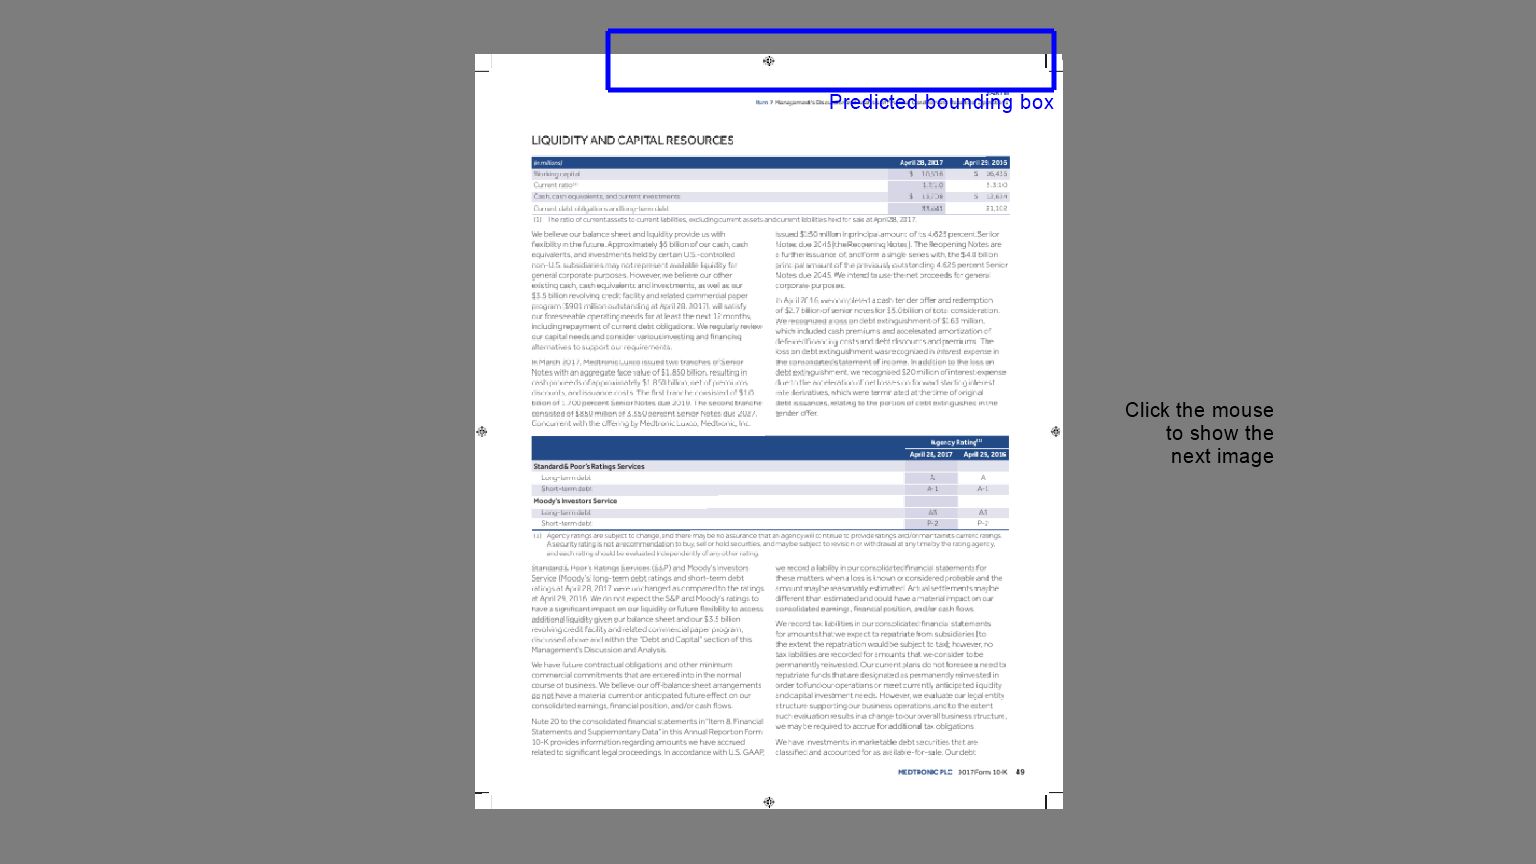 Predicted bounding box
Item 7 Management's
LIQUIDITY AND CAPITAL RESOURCES
(in millions) April 28, 2017 April 29, 2016
Working capital $ $
Current ratio(1)
Cash, cash equivalents, and current investments $ $
Current debt obligations and long-term debt
(1) The ratio of current assets to current liabilities, excluding current assets and current liabilities held for sale at April 28, 2017.
We believe our balance sheet and liquidity provide us with
flexibility in the future. Approximately $6 billion of our cash, cash
equivalents, and investments held by certain U.S.-controlled
non-U.S. subsidiaries may not represent available liquidity for
general corporate purposes. However, we believe our other
existing cash, cash equivalents and investments, as well as our
$3.5 billion revolving credit facility and related commercial paper
program ($901 million outstanding at April 28, 2017), will satisfy
our foreseeable operating needs for at least the next 12 months,
including repayment of current debt obligations. We regularly review
our capital needs and consider various investing and financing
alternatives to support our requirements.
In March 2017, Medtronic Luxco issued two tranches of Senior
Notes with an aggregate face value of $1.850 billion, resulting in
cash proceeds of approximately $1.850 billion, net of premiums,
discounts, and issuance costs. The first tranche consisted of $1.0
billion of 1.700 percent Senior Notes due 2019. The second tranche
consisted of $850 million of 3.350 percent Senior Notes due 2027.
Concurrent with the offering by Medtronic Luxco, Medtronic, Inc.
issued $150 million in principal amount of its 4.625 percent Senior
Notes due 2045 (the Reopening Notes). The Reopening Notes are
a further issuance of, and form a single series with, the $4.0 billion
principal amount of the previously outstanding 4.625 percent Senior
Notes due 2045. We intend to use the net proceeds for general
corporate purposes.
In April 2016, we completed a cash tender offer and redemption
of $2.7 billion of senior notes for $3.0 billion of total consideration.
We recognized a loss on debt extinguishment of $163 million,
which included cash premiums and accelerated amortization of
deferred financing costs and debt discounts and premiums. The
loss on debt extinguishment was recognized in interest expense in
the consolidated statement of income. In addition to the loss on
debt extinguishment, we recognized $20 million of interest expense
due to the acceleration of net losses on forward starting interest
rate derivatives, which were terminated at the time of original
debt issuances, relating to the portion of debt extinguished in the
tender offer.
Agency Rating(1)
April 28, 2017 April 29, 2016
Standard & Poor's Ratings Services
Long-term debt A A
Short-term debt A-1 A-1
Moody's Investors Service
Long-term debt A3 A3
Short-term debt P-2 P-2
(1) Agency ratings are subject to change, and there may be no assurance that an agency will continue to provide ratings and/or maintain its current ratings.
A security rating is not a recommendation to buy, sell or hold securities, and may be subject to revision or withdrawal at any time by the rating agency,
and each rating should be evaluated independently of any other rating.
Standard & Poor's Ratings Services (S&P) and Moody's Investors
Service (Moody's) long-term debt ratings and short-term debt
ratings at April 28, 2017 were unchanged as compared to the ratings
at April 29, 2016. We do not expect the S&P and Moody's ratings to
have a significant impact on our liquidity or future flexibility to access
additional liquidity given our balance sheet and our $3.5 billion
revolving credit facility and related commercial paper program,
discussed above and within the "Debt and Capital" section of this
Management's Discussion and Analysis.
We have future contractual obligations and other minimum
commercial commitments that are entered into in the normal
course of business. We believe our off-balance sheet arrangements
do not have a material current or anticipated future effect on our
consolidated earnings, financial position, and/or cash flows.
Note 20 to the consolidated financial statements in "Item 8. Financial
Statements and Supplementary Data" in this Annual Report on Form
10-K provides information regarding amounts we have accrued
related to significant legal proceedings. In accordance with U.S. GAAP,
we record a liability in our consolidated financial statements for
these matters when a loss is known or considered probable and the
amount may be reasonably estimated. Actual settlements may be
different than estimated and could have a material impact on our
consolidated earnings, financial position, and/or cash flows.
We record tax liabilities in our consolidated financial statements
for amounts that we expect to repatriate from subsidiaries (to
the extent the repatriation would be subject to tax); however, no
tax liabilities are recorded for amounts that we consider to be
permanently reinvested. Our current plans do not foresee a need to
repatriate funds that are designated as permanently reinvested in
order to fund our operations or meet currently anticipated liquidity
and capital investment needs. However, we evaluate our legal entity
structure supporting our business operations, and to the extent
such evaluation results in a change to our overall business structure,
we may be required to accrue for additional tax obligations.
We have investments in marketable debt securities that are
classified and accounted for as available-for-sale. Our debt
MEDTRONIC PLC 2017 Form 10-K 49
Click the mouse
to show the
next image